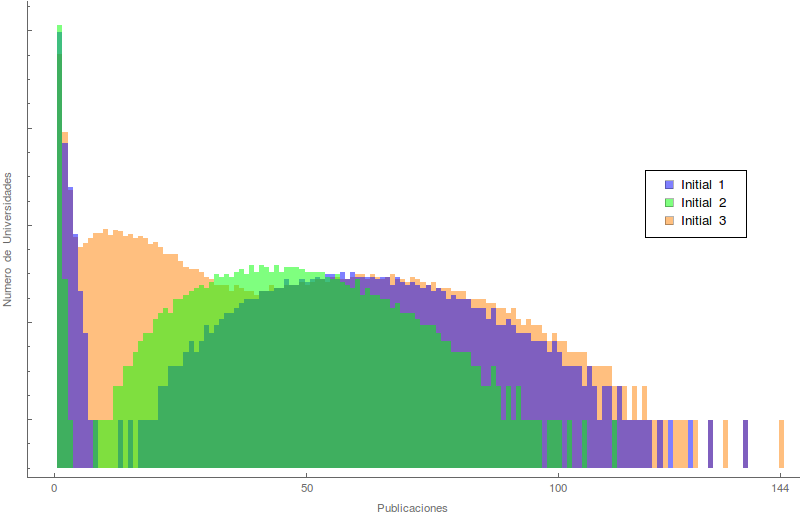 Numero de Universidades
Initial 1
Initial 2
Initial 3
0
50
100
144
Publicaciones